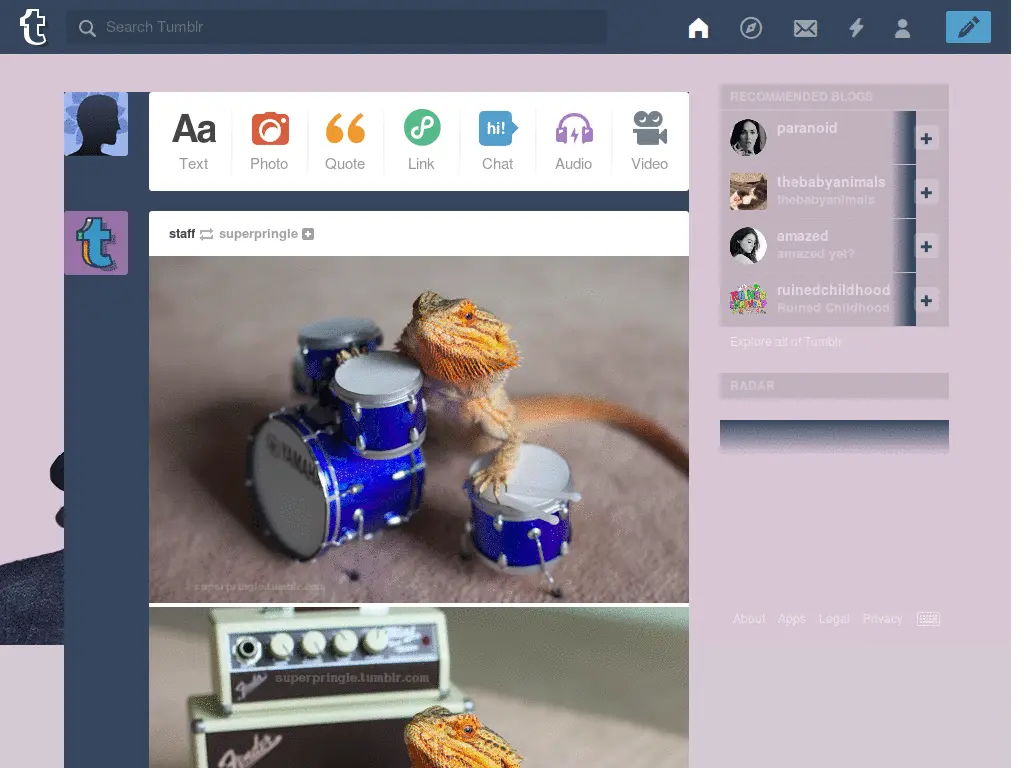 Search Tumblr
Aa
hi!
Text
Photo
Quote
Link
Chat
Audio
Video
staff superpringle
YAMAHA
superpringle.tumblr.com
superpringle.tumblr.com
Fender
Fender
RECOMMENDED BLOGS
paranoid
thebabyanimals
thebabyanimals
amazed
amazed yet?
ruinedchildhood
Ruined Childhood
Explore all of Tumblr
RADAR
About Apps Legal Privacy